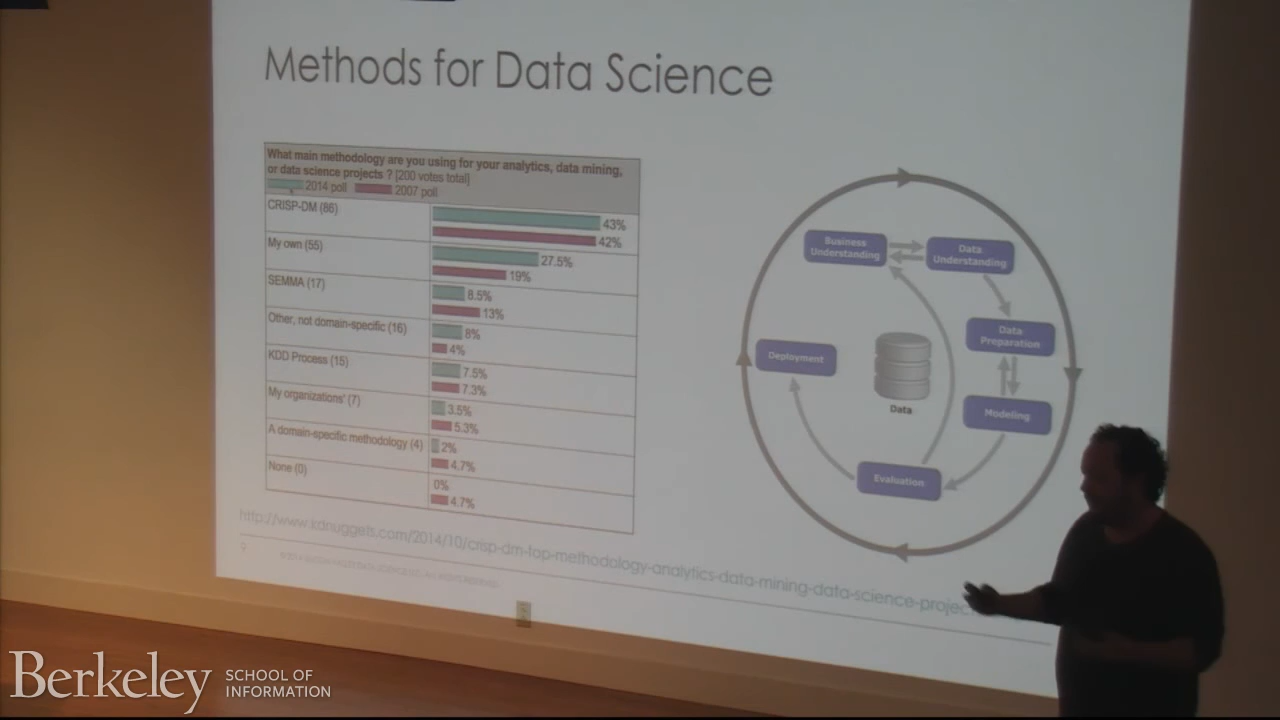 Methods for Data Science
What main methodology are you using for your analytics, data mining,
or data science projects ? [200 votes total]
2014 poll 2007 poll
CRISP-DM (86)
43%
42%
My own (55)
27.5%
19%
SEMMA (17)
8.5%
13%
Other, not domain-specific (16)
8%
4%
KDD Process (15)
7.5%
7.3%
My organizations' (7)
3.5%
5.3%
A domain-specific methodology (4)
2%
4.7%
None (0)
0%
4.7%
Business
Understanding
Data
Understanding
Data
Preparation
Modeling
Evaluation
Deployment
Data
http://www.kdnuggets.com/2014/10/crisp-dm-top-methodology-analytics-data-mining-data-science-projec
9
Berkeley
SCHOOL OF
INFORMATION